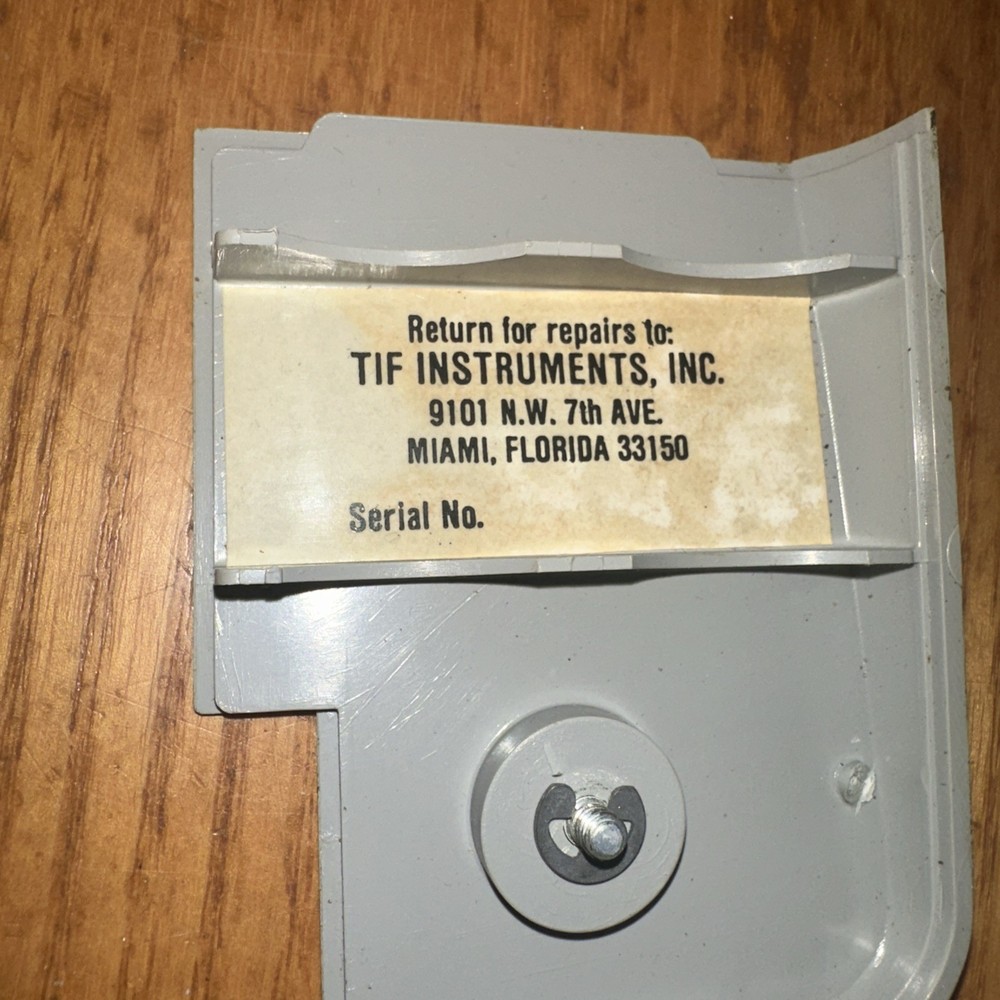 Return for repairs to:
TIF INSTRUMENTS, INC.
9101 N.W. 7th AVE.
MIAMI, FLORIDA 33150
Serial No.